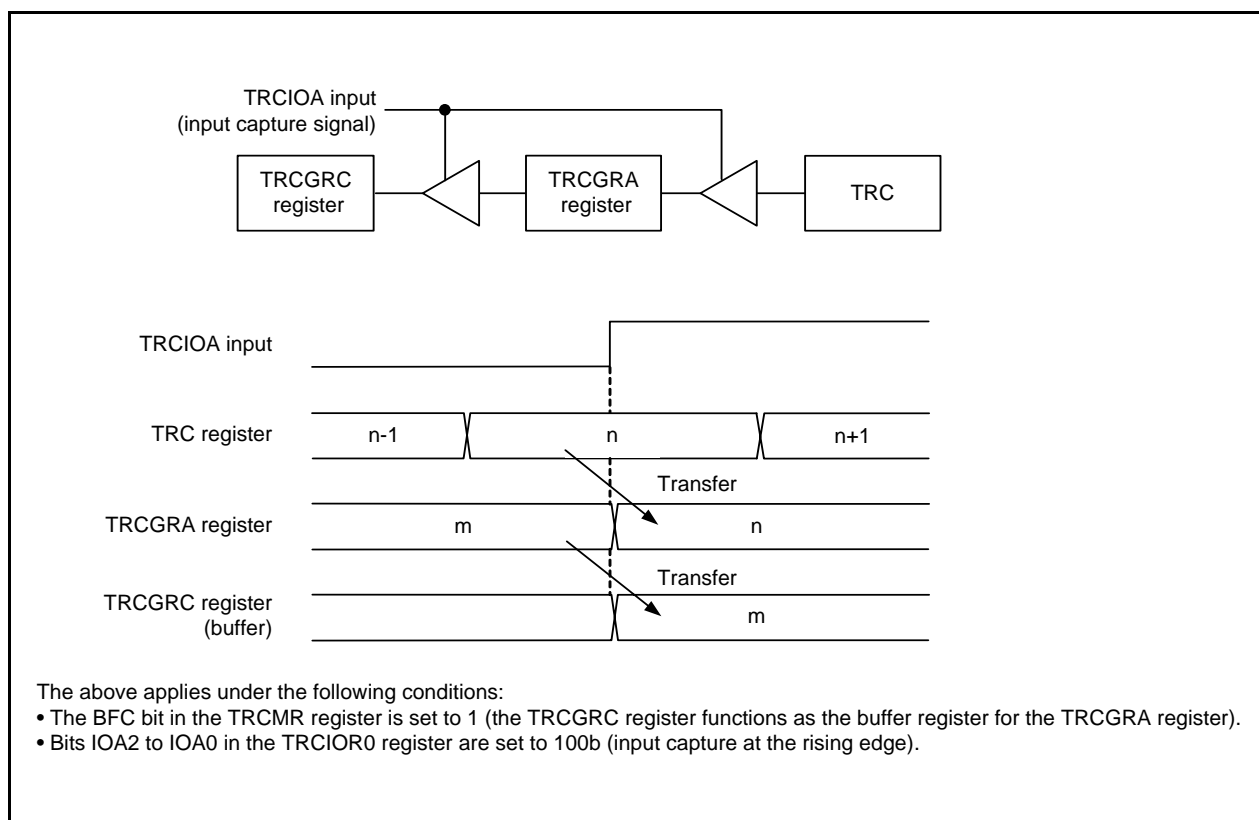 TRCIOA input
(input capture signal)
TRCGRC
register
TRCGRA
register
TRC
TRCIOA input
TRC register
n-1
n
n+1
Transfer
TRCGRA register
m
n
Transfer
TRCGRC register
(buffer)
m
The above applies under the following conditions:
• The BFC bit in the TRCMR register is set to 1 (the TRCGRC register functions as the buffer register for the TRCGRA register).
• Bits IOA2 to IOA0 in the TRCIOR0 register are set to 100b (input capture at the rising edge).